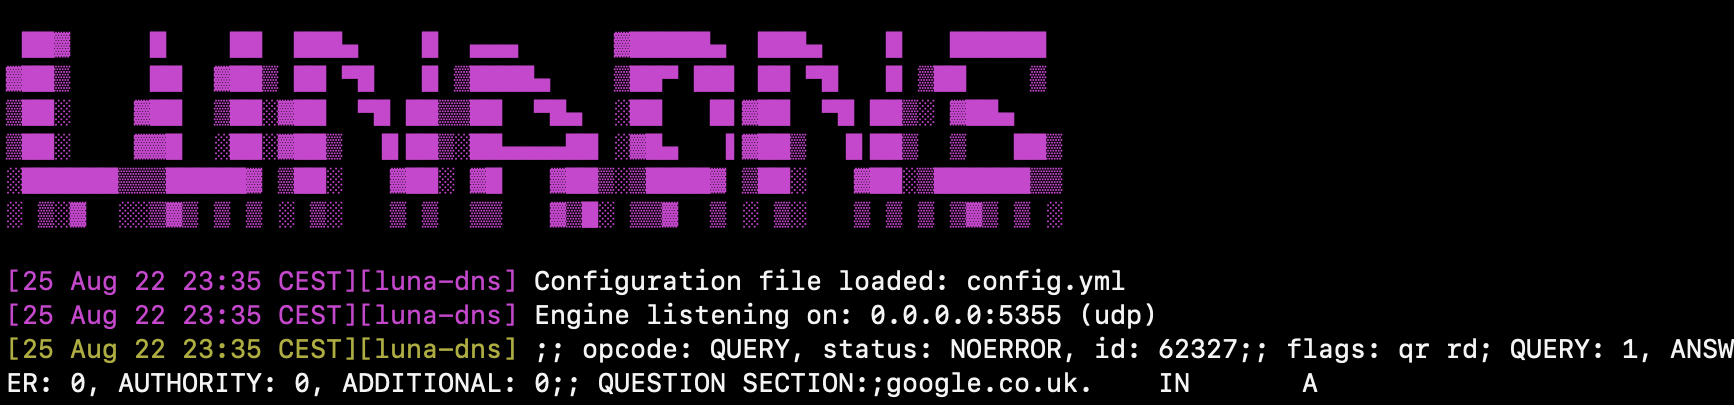 LUNADNS
[25 Aug 22 23:35 CEST][luna-dns] Configuration file loaded: config.yml
[25 Aug 22 23:35 CEST][luna-dns] Engine listening on: 0.0.0.0:5355 (udp)
[25 Aug 22 23:35 CEST][luna-dns] ;; opcode: QUERY, status: NOERROR, id: 62327;; flags: qr rd; QUERY: 1, ANSW
ER: 0, AUTHORITY: 0, ADDITIONAL: 0;; QUESTION SECTION:;google.co.uk. IN A